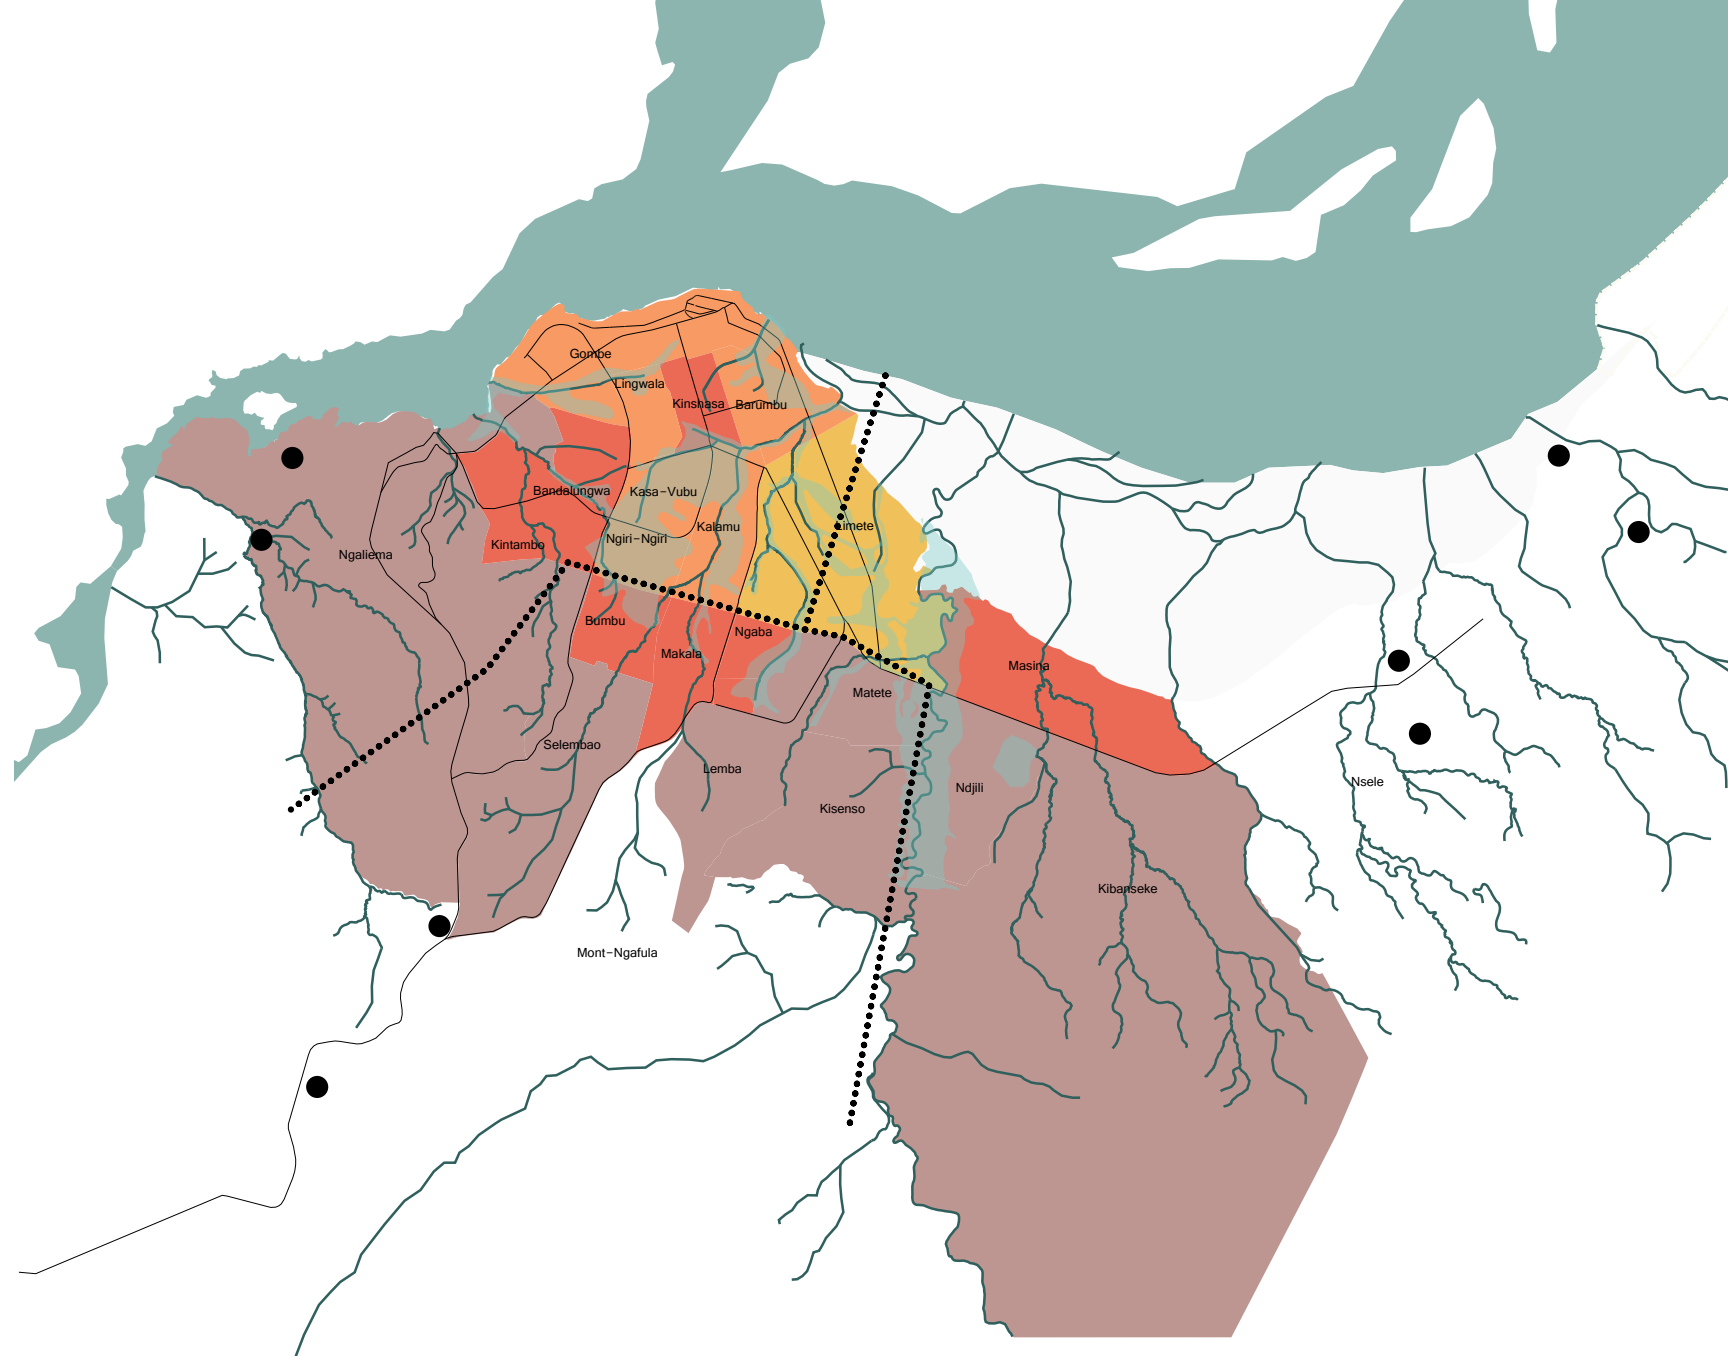 Gombe
Lingwala
Kinshasa
Barumbu
Bandalungwa
Kasa-Vubu
Kalamu
Limete
Kintambo
Ngiri-Ngiri
Ngaliema
Bumbu
Ngaba
Makala
Masina
Matete
Selembao
Lemba
Ndjili
Nsele
Kisenso
Kibanseke
Mont-Ngafula